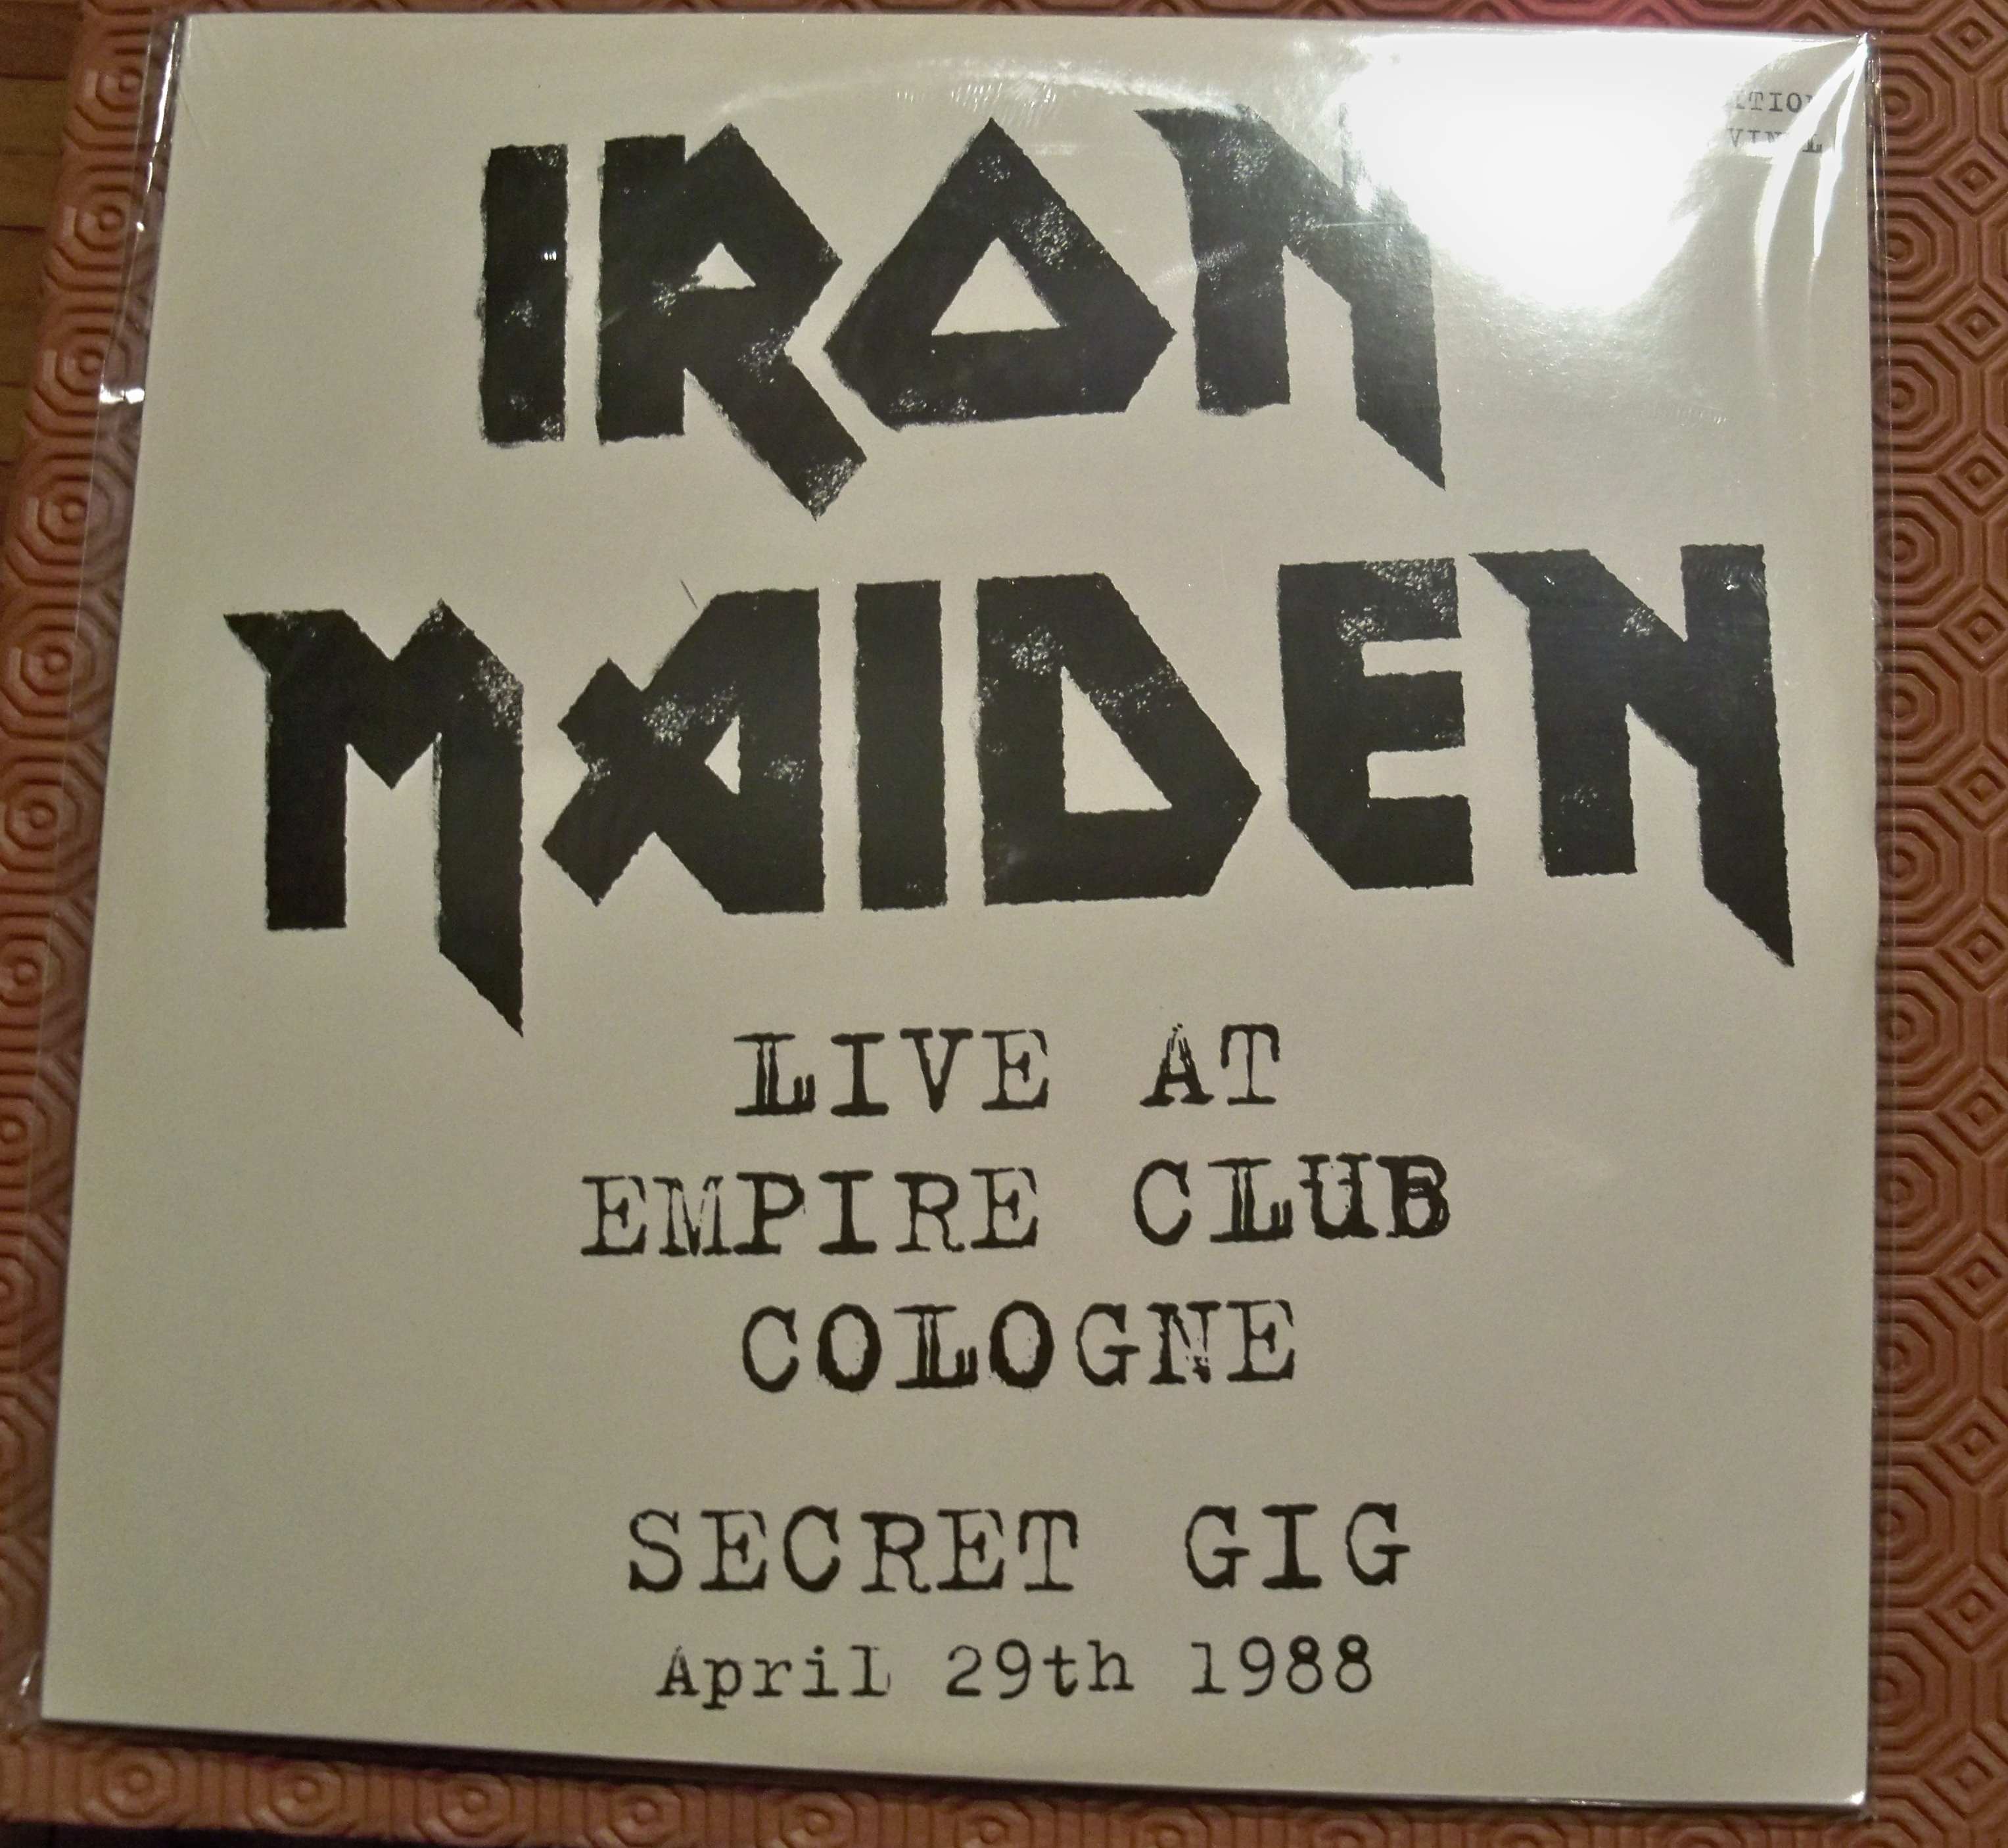 IRON
MAIDEN
LIVE AT
EMPIRE CLUB
COLOGNE
SECRET GIG
April 29th 1988